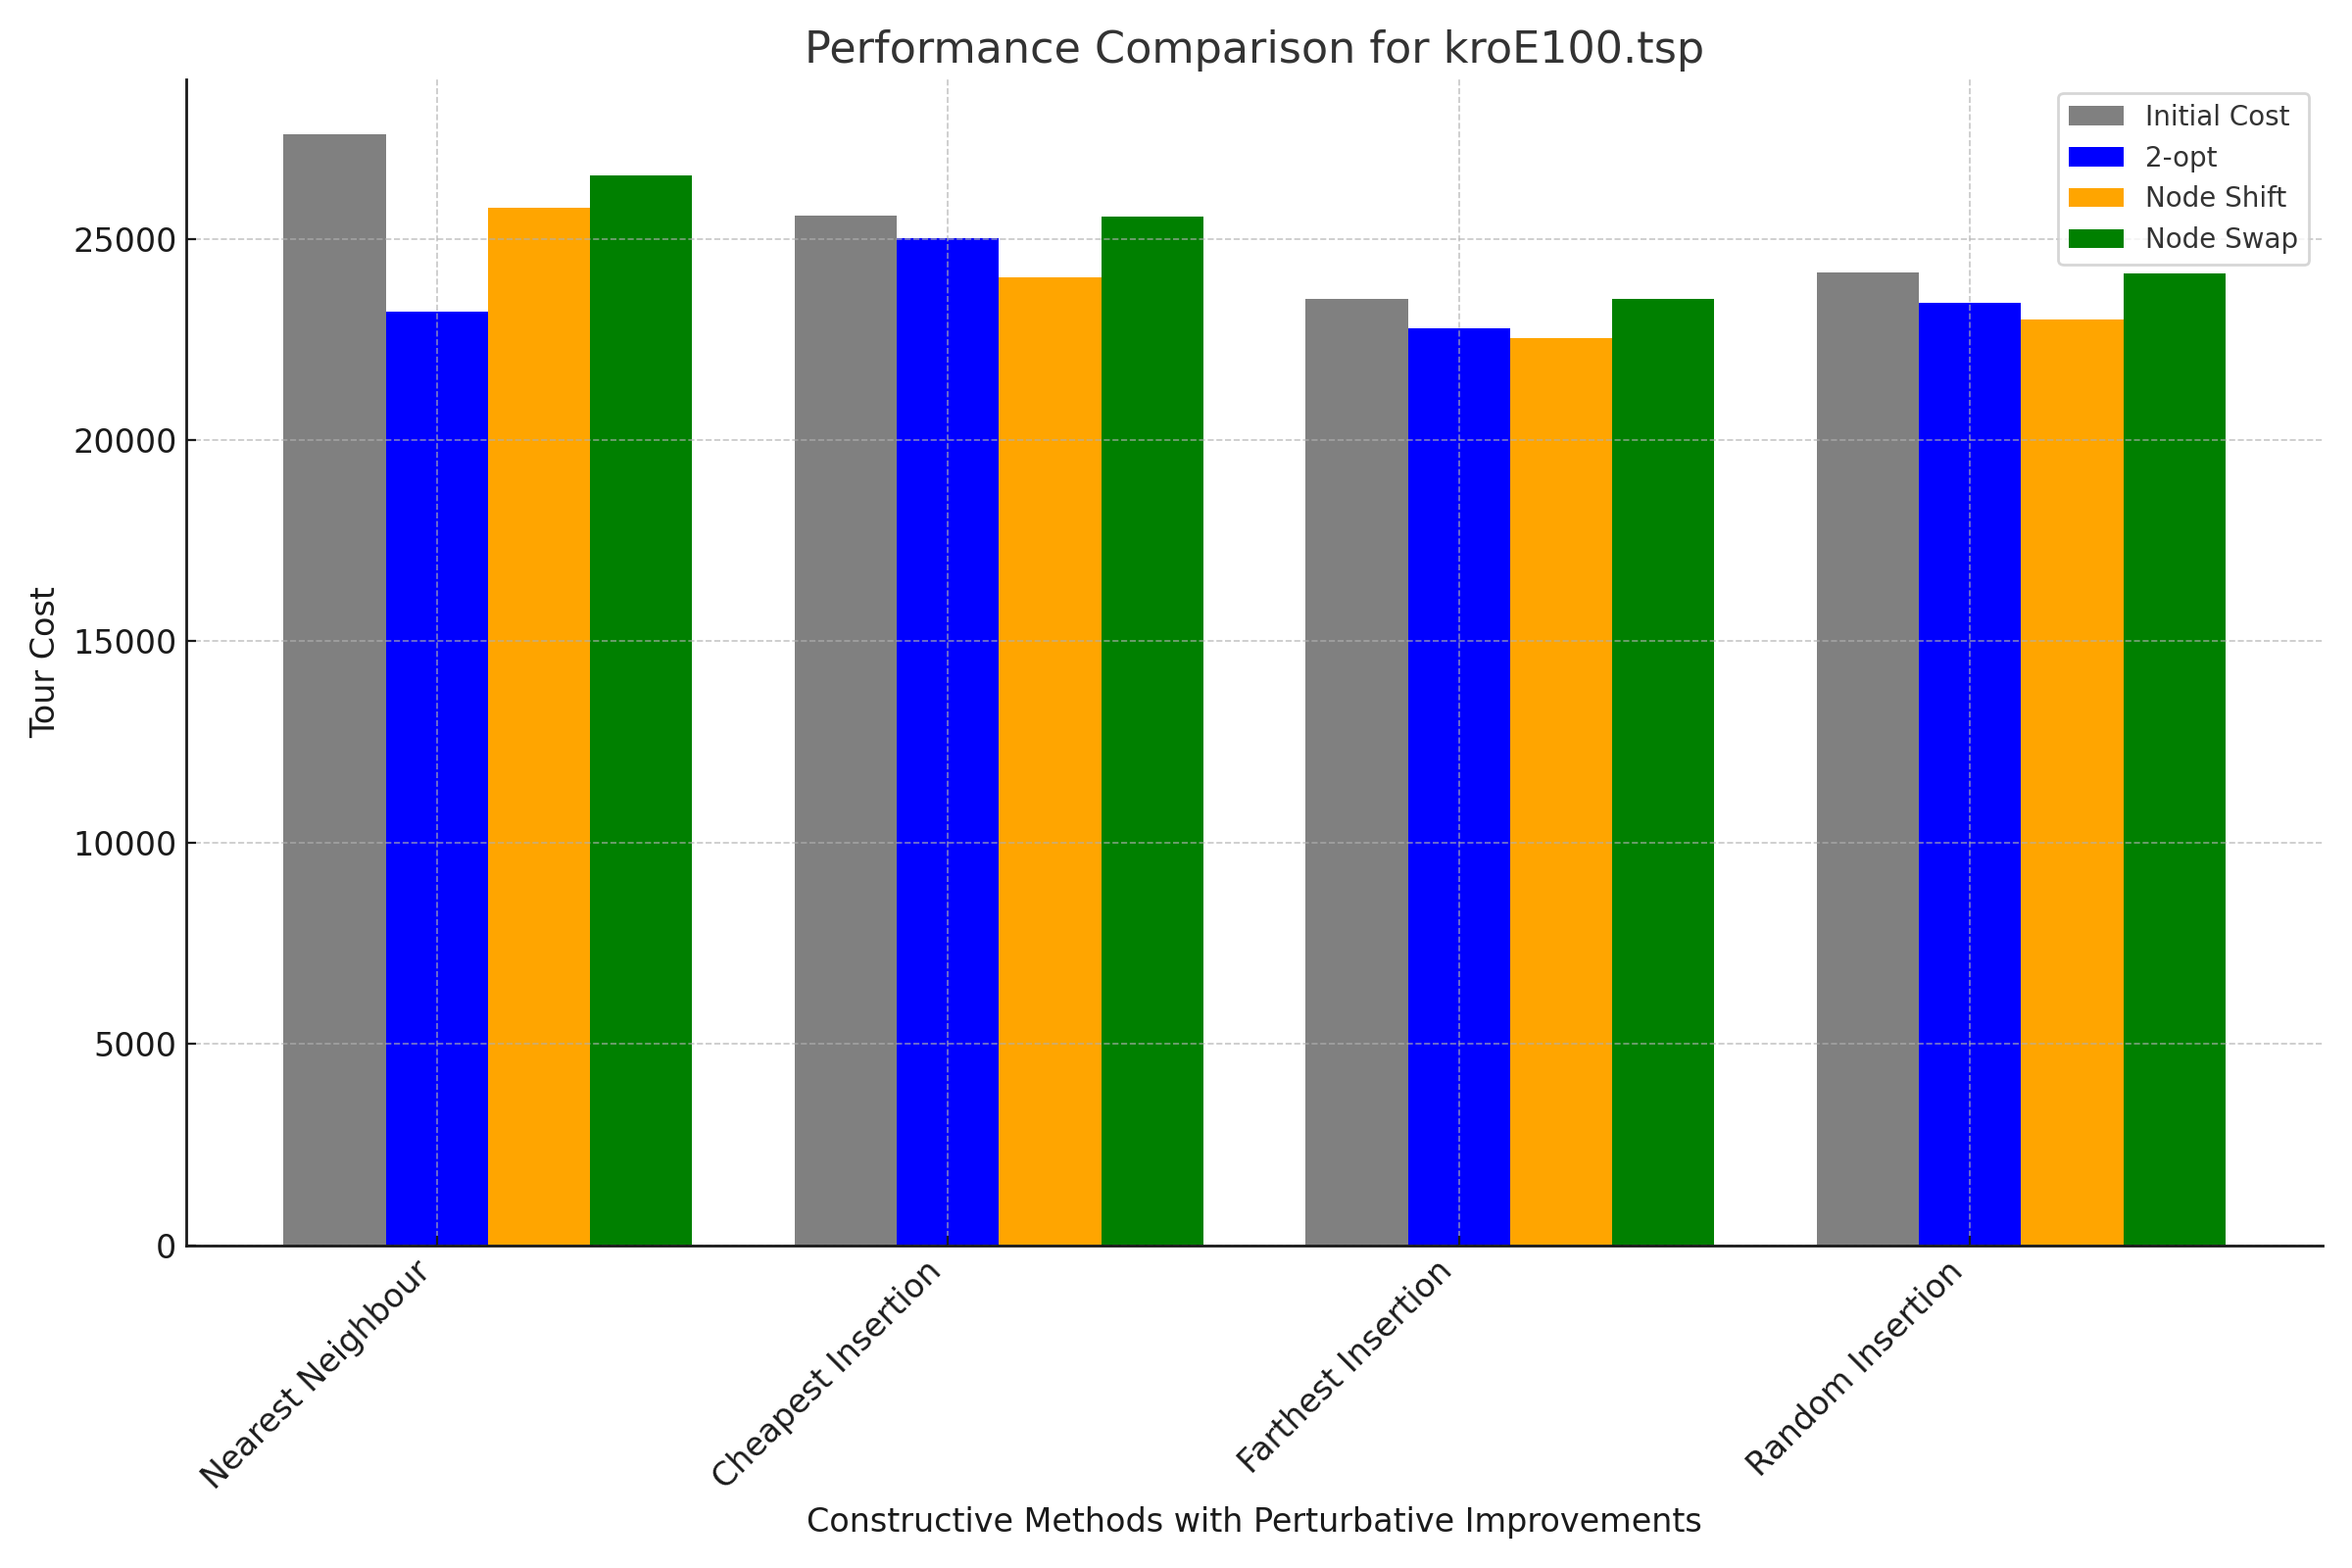 Performance Comparison for kroE100.tsp
Initial Cost
2-opt
Node Shift
Node Swap
25000
20000
15000
10000
5000
0
Tour Cost
Nearest Neighbour
Cheapest Insertion
Farthest Insertion
Random Insertion
Constructive Methods with Perturbative Improvements